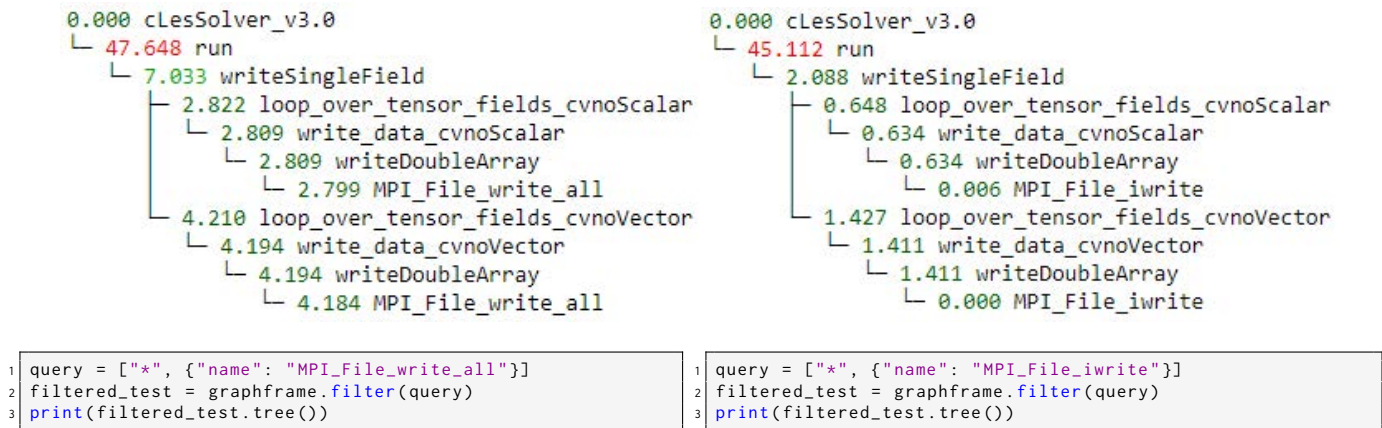 0.000 cLesSolver_v3.0
└─ 47.648 run
   └─ 7.033 writeSingleField
      ├─ 2.822 loop_over_tensor_fields_cvnoScalar
      │  └─ 2.809 write_data_cvnoScalar
      │     └─ 2.809 writeDoubleArray
      │        └─ 2.799 MPI_File_write_all
      └─ 4.210 loop_over_tensor_fields_cvnoVector
         └─ 4.194 write_data_cvnoVector
            └─ 4.194 writeDoubleArray
               └─ 4.184 MPI_File_write_all
1 query = ["*", {"name": "MPI_File_write_all"}]
2 filtered_test = graphframe.filter(query)
3 print(filtered_test.tree())
0.000 cLesSolver_v3.0
└─ 45.112 run
   └─ 2.088 writeSingleField
      ├─ 0.648 loop_over_tensor_fields_cvnoScalar
      │  └─ 0.634 write_data_cvnoScalar
      │     └─ 0.634 writeDoubleArray
      │        └─ 0.006 MPI_File_iwrite
      └─ 1.427 loop_over_tensor_fields_cvnoVector
         └─ 1.411 write_data_cvnoVector
            └─ 1.411 writeDoubleArray
               └─ 0.000 MPI_File_iwrite
1 query = ["*", {"name": "MPI_File_iwrite"}]
2 filtered_test = graphframe.filter(query)
3 print(filtered_test.tree())